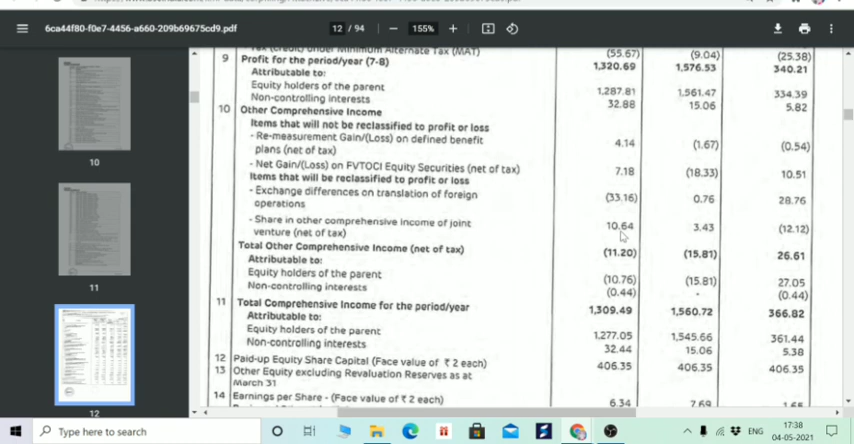 6ca44f80-f0e7-4456-a660-209b69675cd9.pdf 12 / 94 — 155% +
Tax (Credit) under Minimum Alternate Tax (MAT) (55.67) (9.04) (25.38)
9 Profit for the period/year (7-8) 1,320.69 1,576.53 340.21
Attributable to:
Equity holders of the parent 1,287.81 1,561.47 334.39
Non-controlling interests 32.88 15.06 5.82
10 Other Comprehensive Income
Items that will not be reclassified to profit or loss
- Re-measurement Gain/(Loss) on defined benefit 4.14 (1.67) (0.54)
plans (net of tax)
- Net Gain/(Loss) on FVTOCI Equity Securities (net of tax) 7.18 (18.33) 10.51
Items that will be reclassified to profit or loss
- Exchange differences on translation of foreign (33.16) 0.76 28.76
operations
- Share in other comprehensive income of joint 10.64 3.43 (12.12)
venture (net of tax)
Total Other Comprehensive Income (net of tax) (11.20) (15.81) 26.61
Attributable to:
Equity holders of the parent (10.76) (15.81) 27.05
Non-controlling interests (0.44) - (0.44)
11 Total Comprehensive Income for the period/year 1,309.49 1,560.72 366.82
Attributable to:
Equity holders of the parent 1,277.05 1,545.66 361.44
Non-controlling interests 32.44 15.06 5.38
12 Paid-up Equity Share Capital (Face value of ₹ 2 each) 406.35 406.35 406.35
13 Other Equity excluding Revaluation Reserves as at
March 31
14 Earnings per Share - (Face value of ₹ 2 each) 6.34 7.69 1.65
10
11
12
Type here to search ENG 17:38
04-05-2021